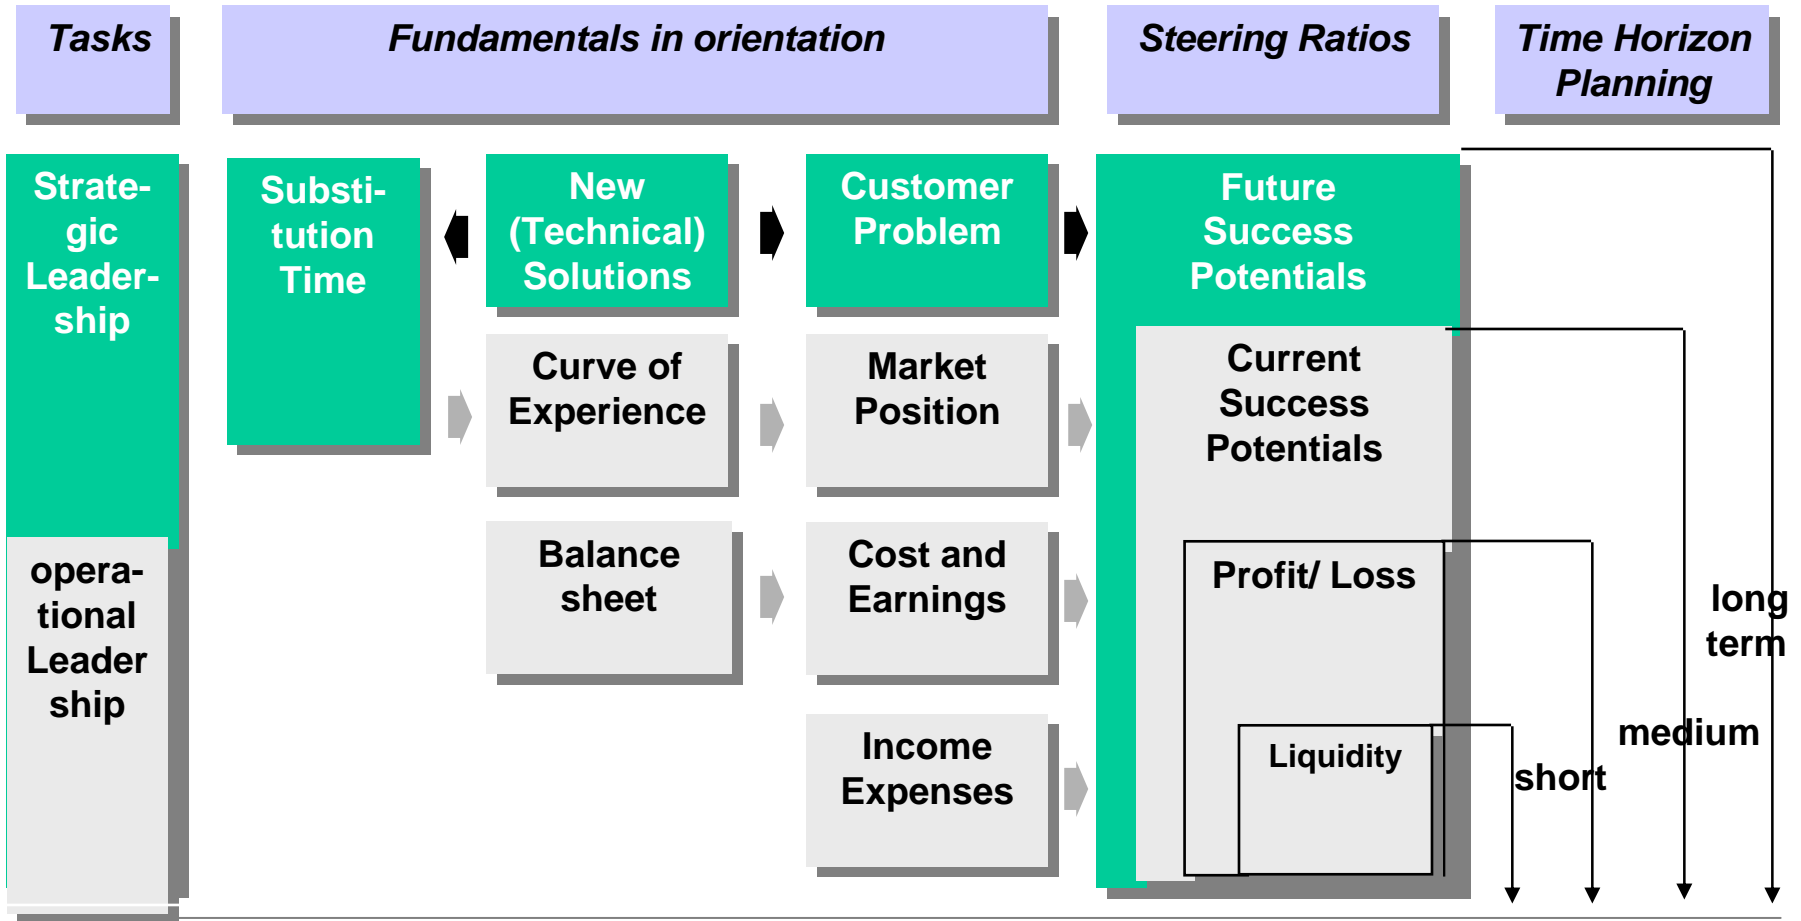 Tasks
Fundamentals in orientation
Steering Ratios
Time Horizon
Planning
Strate-
gic
Leader-
ship
Substi-
tution
Time
New
(Technical)
Solutions
Customer
Problem
Future
Success
Potentials
Curve of
Experience
Market
Position
Current
Success
Potentials
opera-
tional
Leader
ship
Balance
sheet
Cost and
Earnings
Profit/ Loss
Income
Expenses
Liquidity
long
term
medium
short